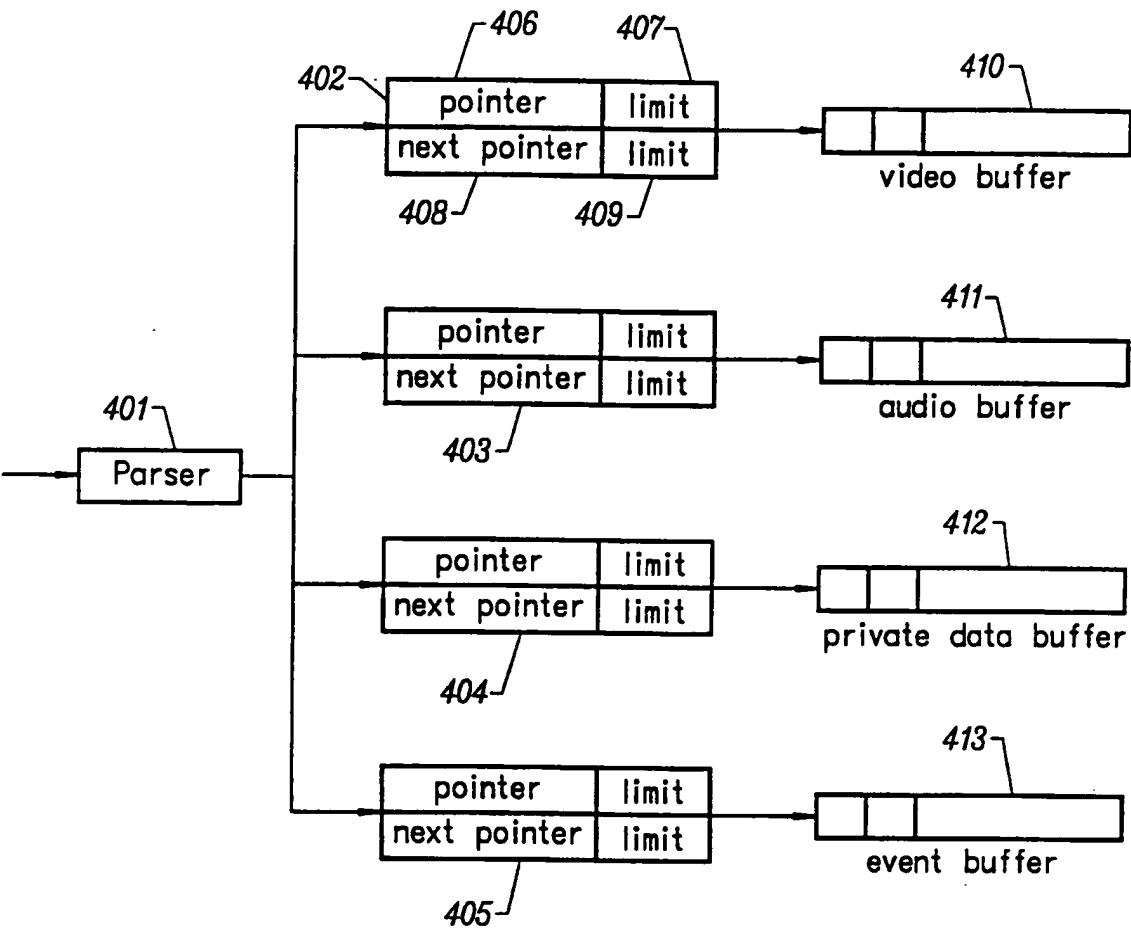 406
407
402
410
pointer limit
next pointer limit
video buffer
408
409
411
pointer limit
next pointer limit
audio buffer
401
403
Parser
412
pointer limit
next pointer limit
private data buffer
404
413
pointer limit
next pointer limit
event buffer
405